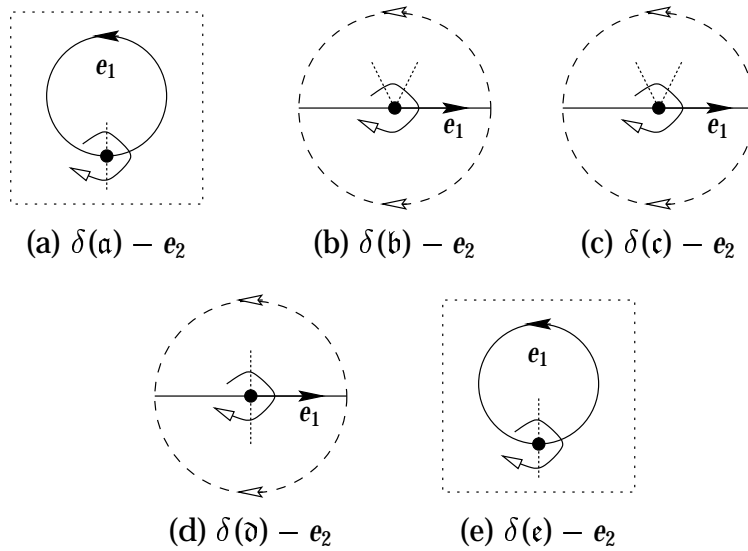 e₁
e₁
e₁
(a) δ(𝔞) − e₂
(b) δ(𝔟) − e₂
(c) δ(𝔠) − e₂
e₁
e₁
(d) δ(𝔡) − e₂
(e) δ(𝔢) − e₂